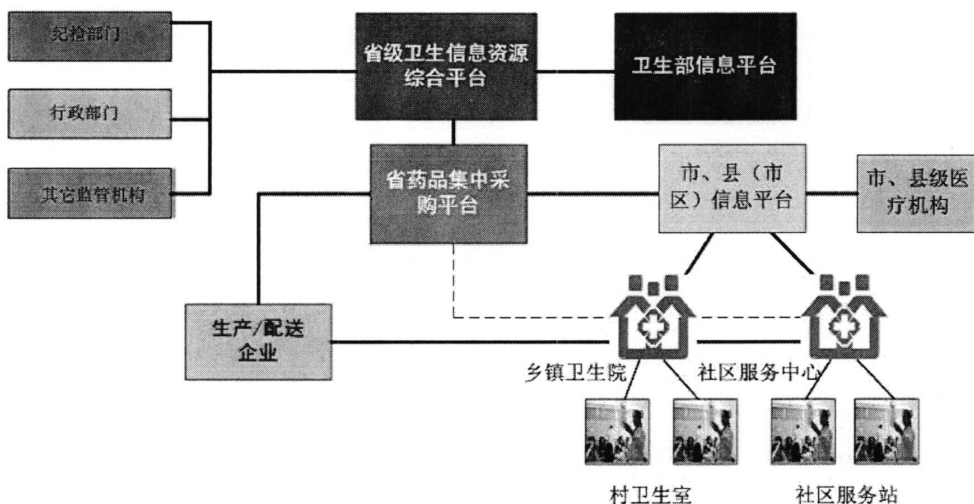 纪检部门
省级卫生信息资源
综合平台
卫生部信息平台
行政部门
其它监管机构
省药品集中采
购平台
市、县（市
区）信息平台
市、县级医
疗机构
生产/配送
企业
乡镇卫生院
社区服务中心
村卫生室
社区服务站